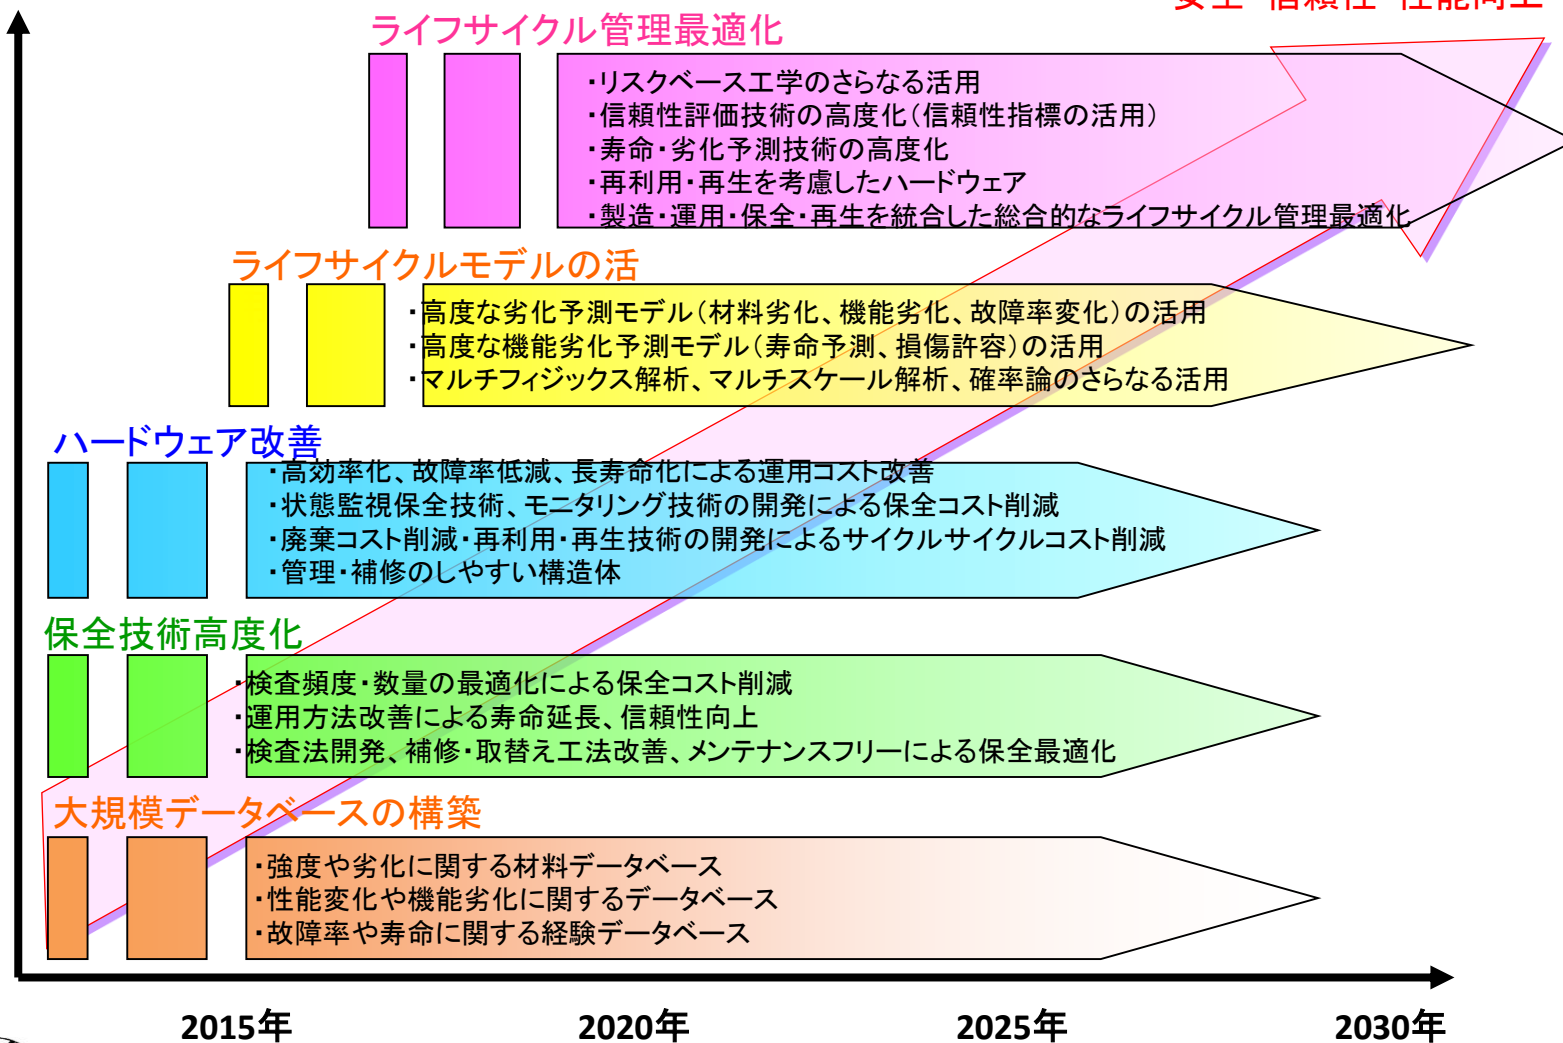 安全・信頼性・性能向上
ライフサイクル管理最適化
・リスクベース工学のさらなる活用
・信頼性評価技術の高度化（信頼性指標の活用）
・寿命・劣化予測技術の高度化
・再利用・再生を考慮したハードウェア
・製造・運用・保全・再生を統合した総合的なライフサイクル管理最適化
ライフサイクルモデルの活
・高度な劣化予測モデル（材料劣化、機能劣化、故障率変化）の活用
・高度な機能劣化予測モデル（寿命予測、損傷許容）の活用
・マルチフィジックス解析、マルチスケール解析、確率論のさらなる活用
ハードウェア改善
・高効率化、故障率低減、長寿命化による運用コスト改善
・状態監視保全技術、モニタリング技術の開発による保全コスト削減
・廃棄コスト削減・再利用・再生技術の開発によるサイクルサイクルコスト削減
・管理・補修のしやすい構造体
保全技術高度化
・検査頻度・数量の最適化による保全コスト削減
・運用方法改善による寿命延長、信頼性向上
・検査法開発、補修・取替え工法改善、メンテナンスフリーによる保全最適化
大規模データベースの構築
・強度や劣化に関する材料データベース
・性能変化や機能劣化に関するデータベース
・故障率や寿命に関する経験データベース
2015年 2020年 2025年 2030年